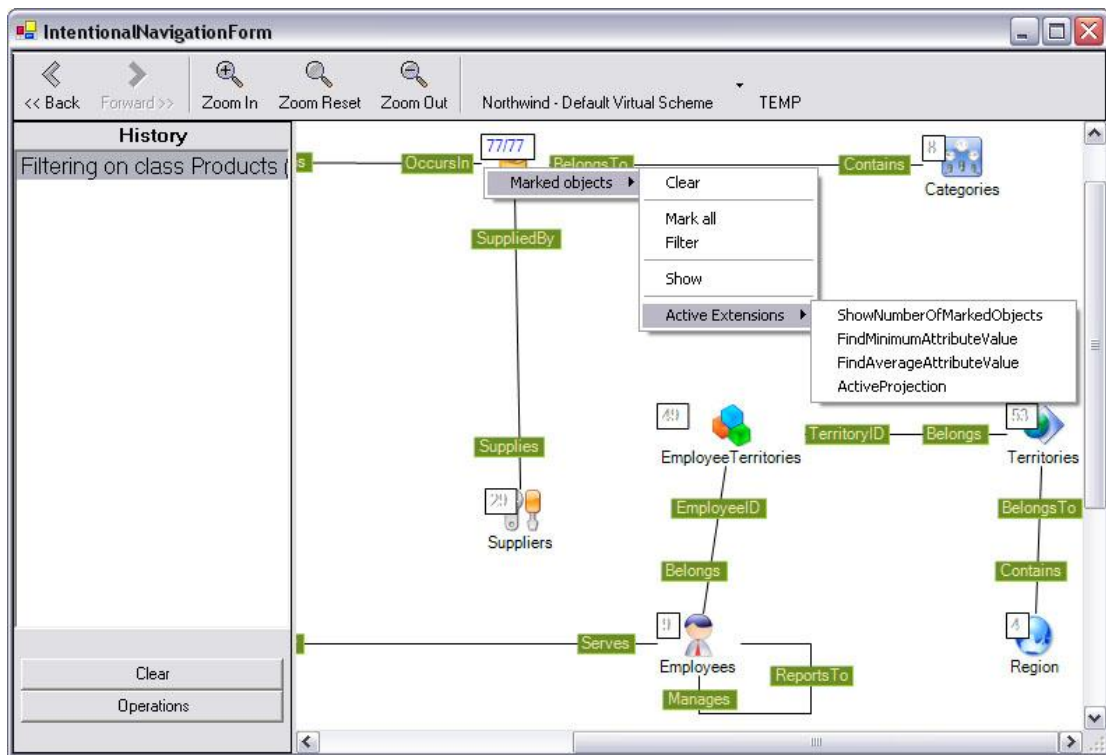 IntentionalNavigationForm
<< Back
Forward >>
Zoom In
Zoom Reset
Zoom Out
Northwind - Default Virtual Scheme
TEMP
History
Filtering on class Products (
s
OccursIn
77/77
BelongsTo
Contains
8
Categories
Marked objects
Clear
Mark all
Filter
Show
Active Extensions
ShowNumberOfMarkedObjects
FindMinimumAttributeValue
FindAverageAttributeValue
ActiveProjection
SuppliedBy
Supplies
29
Suppliers
49
EmployeeTerritories
TerritoryID
Belongs
53
Territories
EmployeeID
Belongs
BelongsTo
Contains
Serves
9
Employees
ReportsTo
Manages
4
Region
Clear
Operations